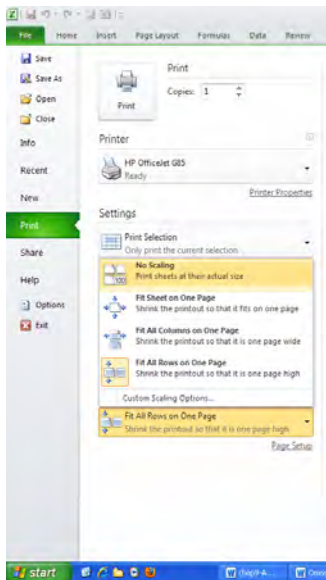 File Home Insert Page Layout Formulas Data Review
Save
Save As
Open
Close
Info
Recent
New
Print
Share
Help
Options
Exit
Print
Print
Copies: 1
Printer
HP OfficeJet G85
Ready
Printer Properties
Settings
Print Selection
Only print the current selection
No Scaling
Print sheets at their actual size
Fit Sheet on One Page
Shrink the printout so that it fits on one page
Fit All Columns on One Page
Shrink the printout so that it is one page wide
Fit All Rows on One Page
Shrink the printout so that it is one page high
Custom Scaling Options...
Fit All Rows on One Page
Shrink the printout so that it is one page high
Page Setup
start